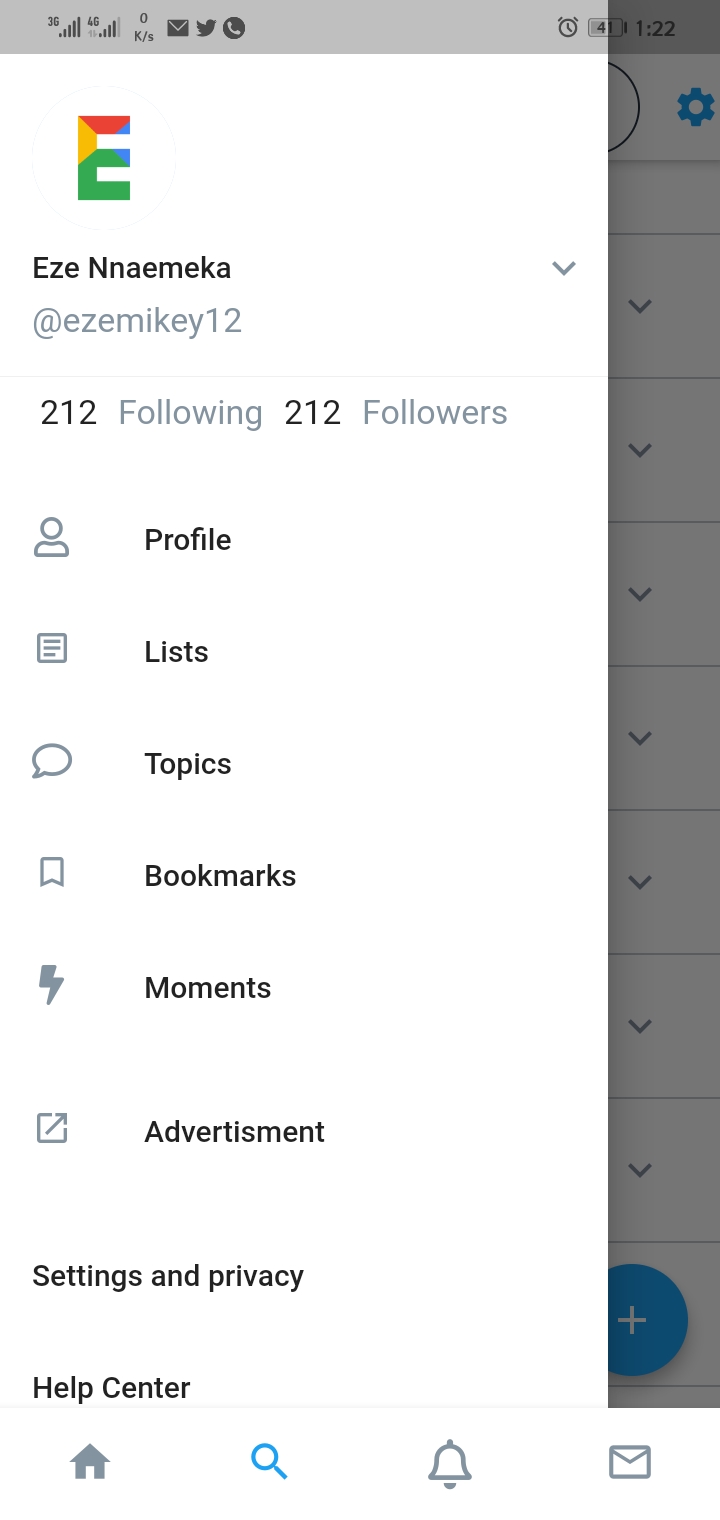 3G 4G 0 K/s 41 1:22
E
Eze Nnaemeka
@ezemikey12
212 Following 212 Followers
Profile
Lists
Topics
Bookmarks
Moments
Advertisment
Settings and privacy
Help Center